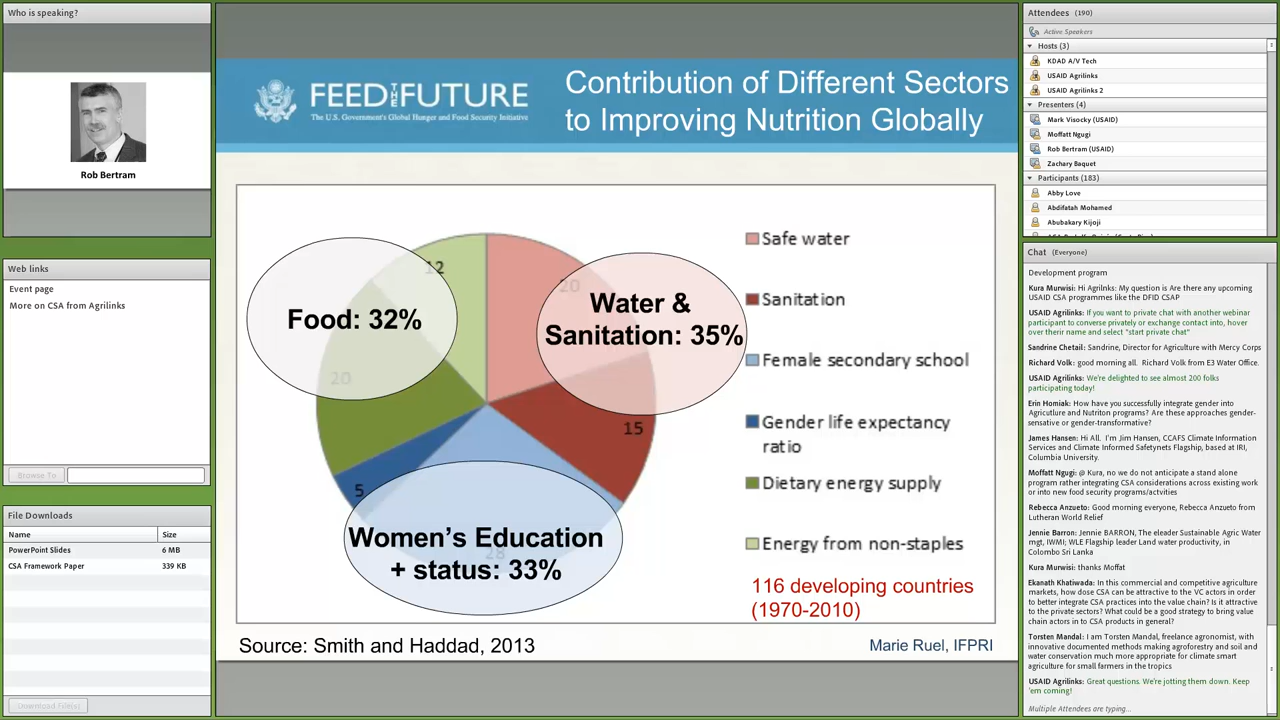 Who is speaking?
Rob Bertram
Web links
Event page
More on CSA from Agrilinks
Browse To
File Downloads
Name Size
PowerPoint Slides 6 MB
CSA Framework Paper 339 KB
Download File(s)
FEED THE FUTURE
The U.S. Government's Global Hunger and Food Security Initiative
Contribution of Different Sectors
to Improving Nutrition Globally
12
20
Food: 32%
Water &
Sanitation: 35%
20
15
5
Women's Education
+ status: 33%
28
Safe water
Sanitation
Female secondary school
Gender life expectancy
ratio
Dietary energy supply
Energy from non-staples
116 developing countries
(1970-2010)
Source: Smith and Haddad, 2013
Marie Ruel, IFPRI
Attendees (190)
Active Speakers
Hosts (3)
KDAD A/V Tech
USAID Agrilinks
USAID Agrilinks 2
Presenters (4)
Mark Visocky (USAID)
Moffatt Ngugi
Rob Bertram (USAID)
Zachary Baquet
Participants (183)
Abby Love
Abdifatah Mohamed
Abubakary Kijoji
Chat (Everyone)
Development program
Kura Murwisi: Hi Agrilnks: My question is Are there any upcoming
USAID CSA programmes like the DFID CSAP
USAID Agrilinks: If you want to private chat with another webinar
participant to converse privately or exchange contact into, hover
over their name and select "start private chat"
Sandrine Chetail: Sandrine, Director for Agriculture with Mercy Corps
Richard Volk: good morning all. Richard Volk from E3 Water Office.
USAID Agrilinks: We're delighted to see almost 200 folks
participating today!
Erin Homiak: How have you successfully integrate gender into
Agricutlure and Nutriton programs? Are these approaches gender-
sensative or gender-transformative?
James Hansen: Hi All. I'm Jim Hansen, CCAFS Climate Information
Services and Climate Informed Safetynets Flagship, based at IRI,
Columbia University.
Moffatt Ngugi: @ Kura, no we do not anticipate a stand alone
program rather integrating CSA considerations across existing work
or into new food security programs/actvities
Rebecca Anzueto: Good morning everyone, Rebecca Anzueto from
Lutheran World Relief
Jennie Barron: Jennie BARRON, The eleader Sustainable Agric Water
mgt, IWMI; WLE Flagship leader Land water productivity, in
Colombo Sri Lanka
Kura Murwisi: thanks Moffat
Ekanath Khatiwada: In this commercial and competitive agriculture
markets, how dose CSA can be attractive to the VC actors in order
to better integrate CSA practices into the value chain? Is it attractive
to the private sectors? What could be a good strategy to bring value
chain actors in to CSA products in general?
Torsten Mandal: I am Torsten Mandal, freelance agronomist, with
innovative documented methods making agroforestry and soil and
water conservation much more appropriate for climate smart
agriculture for small farmers in the tropics
USAID Agrilinks: Great questions. We're jotting them down. Keep
'em coming!
Multiple Attendees are typing...